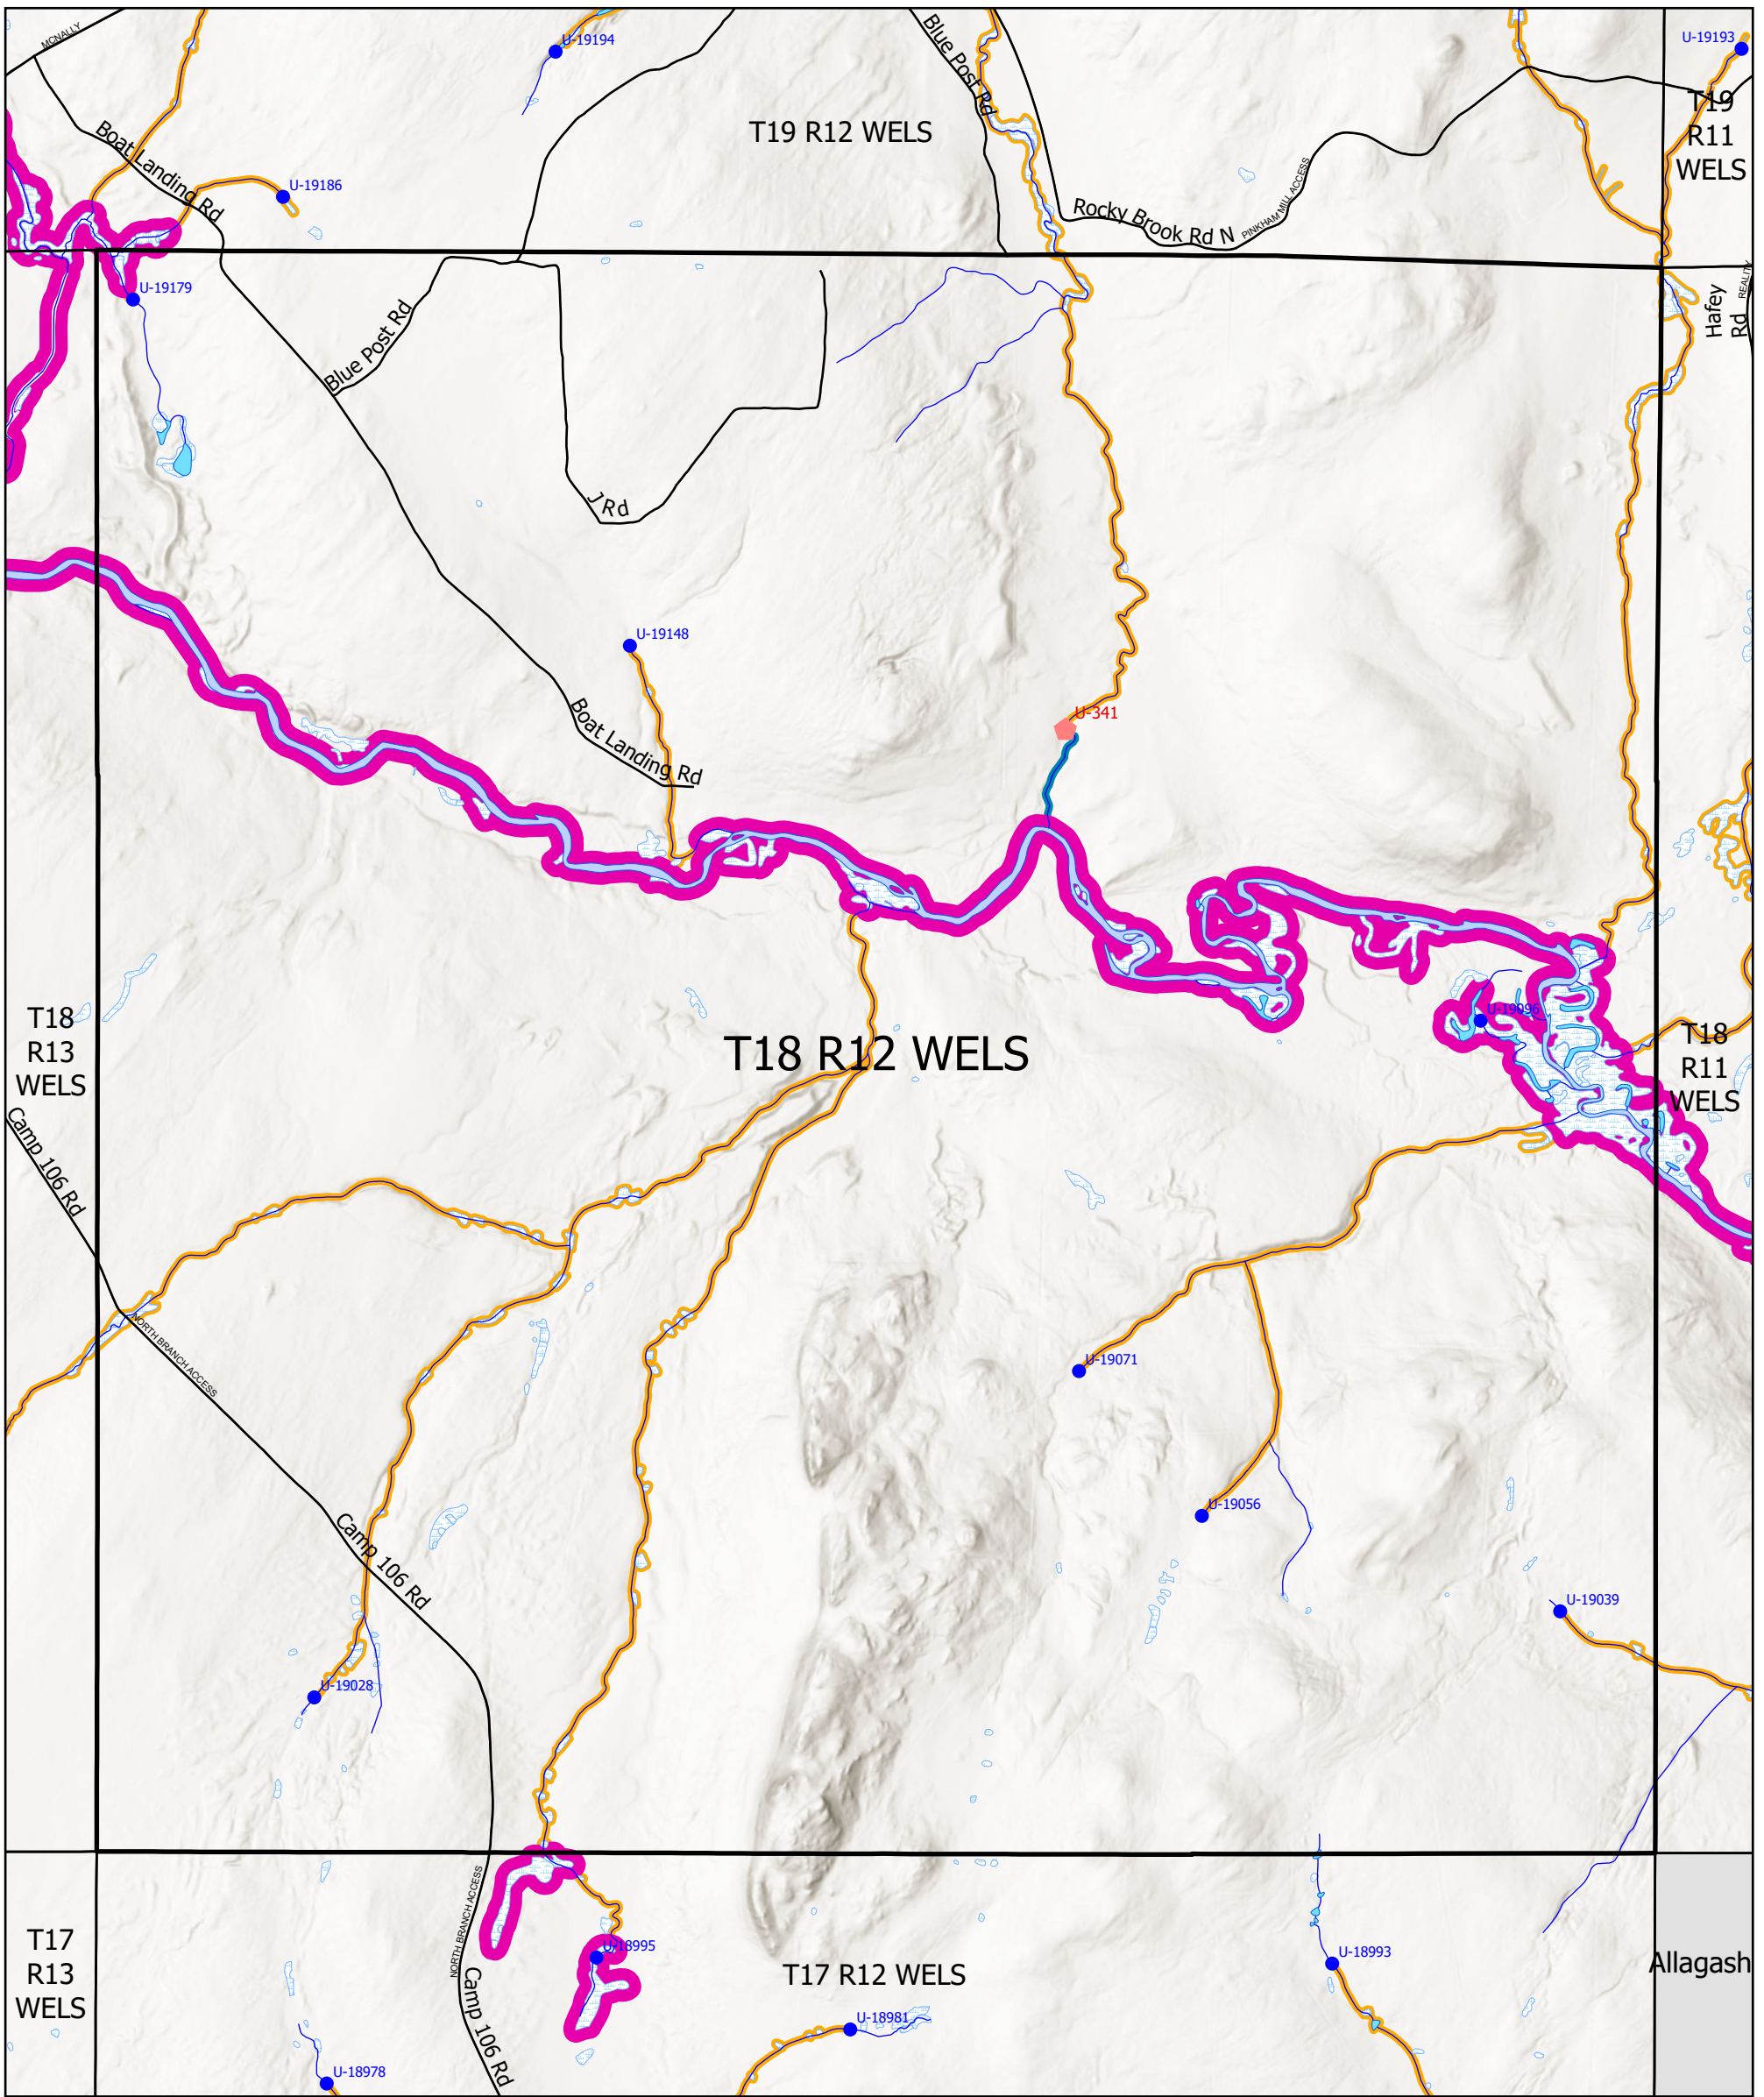 MCNALLY
U-19194
Blue Post Rd
U-19193
T19 R12 WELS
T19
R11
WELS
Boat Landing Rd
U-19186
Rocky Brook Rd N
PINKHAM MILL ACCESS
U-19179
Hafey
Rd
REALITY
Blue Post Rd
J Rd
U-19148
Boat Landing Rd
U-341
T18
R13
WELS
T18 R12 WELS
U-19096
T18
R11
WELS
Camp 106 Rd
NORTH BRANCH ACCESS
U-19071
U-19056
Camp 106 Rd
U-19039
U-19028
NORTH BRANCH ACCESS
T17
R13
WELS
U-18995
T17 R12 WELS
U-18993
Allagash
Camp 106 Rd
U-18981
U-18978